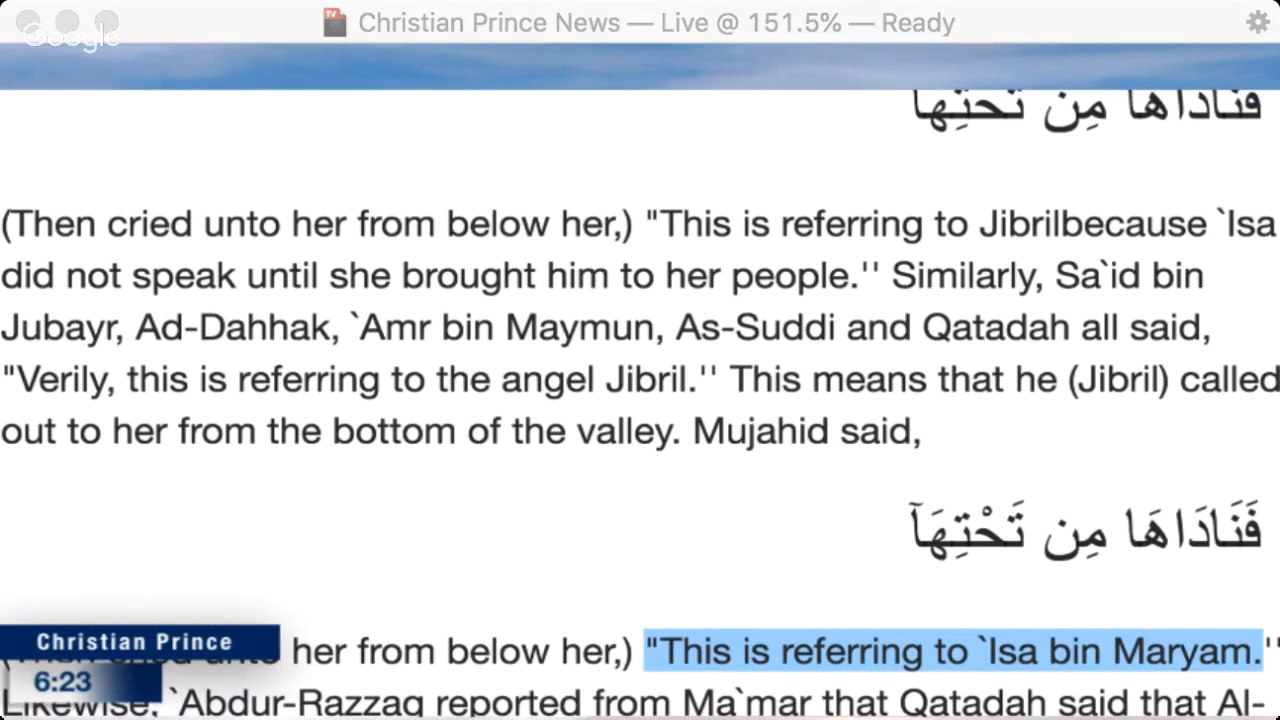 Christian Prince News — Live @ 151.5% — Ready
Google
فَنَادَاهَا مِن تَحْتِهَا
(Then cried unto her from below her,) "This is referring to Jibrilbecause `Isa
did not speak until she brought him to her people.'' Similarly, Sa`id bin
Jubayr, Ad-Dahhak, `Amr bin Maymun, As-Suddi and Qatadah all said,
"Verily, this is referring to the angel Jibril.'' This means that he (Jibril) called
out to her from the bottom of the valley. Mujahid said,
فَنَادَاهَا مِن تَحْتِهَآ
her from below her,) "This is referring to `Isa bin Maryam.''
Likewise, `Abdur-Razzaq reported from Ma`mar that Qatadah said that Al-
Christian Prince
6:23